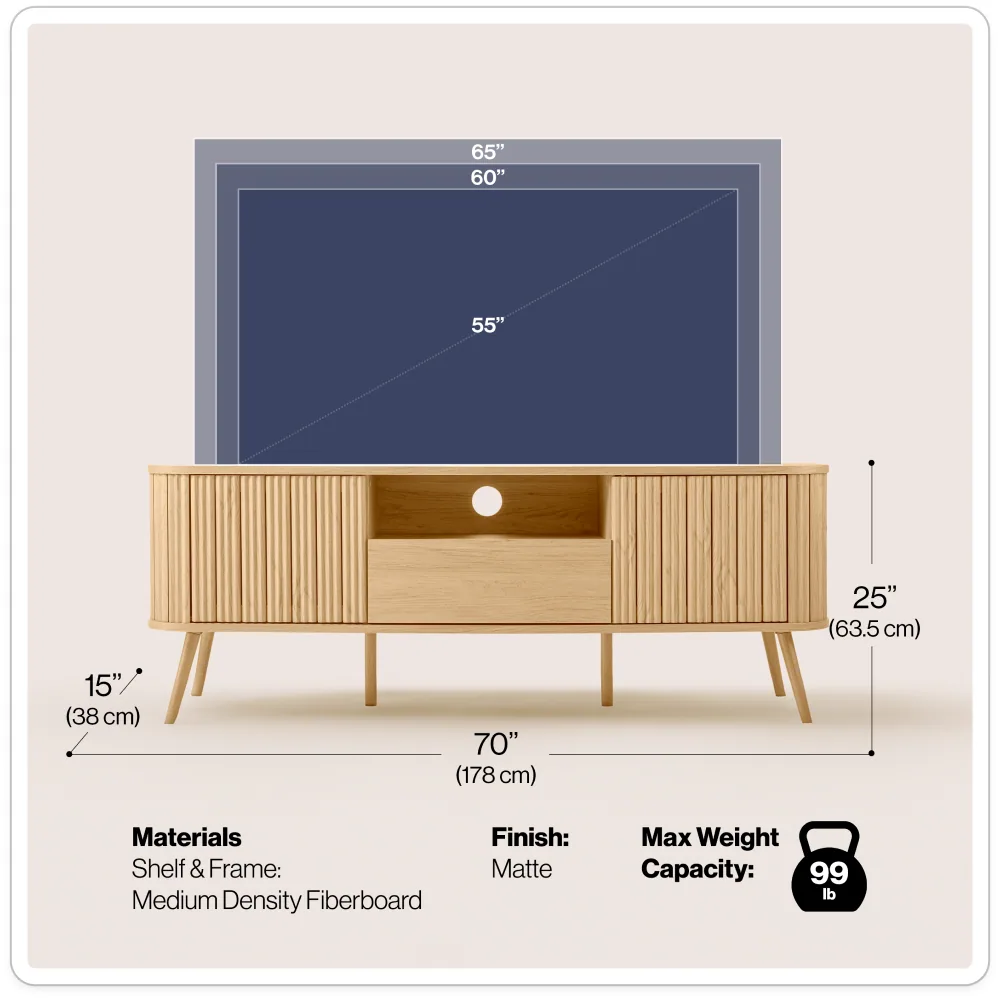 65”
60”
55”
25”
(63.5 cm)
15”
(38 cm)
70”
(178 cm)
Materials
Shelf & Frame:
Medium Density Fiberboard
Finish:
Matte
Max Weight
Capacity:
99
lb